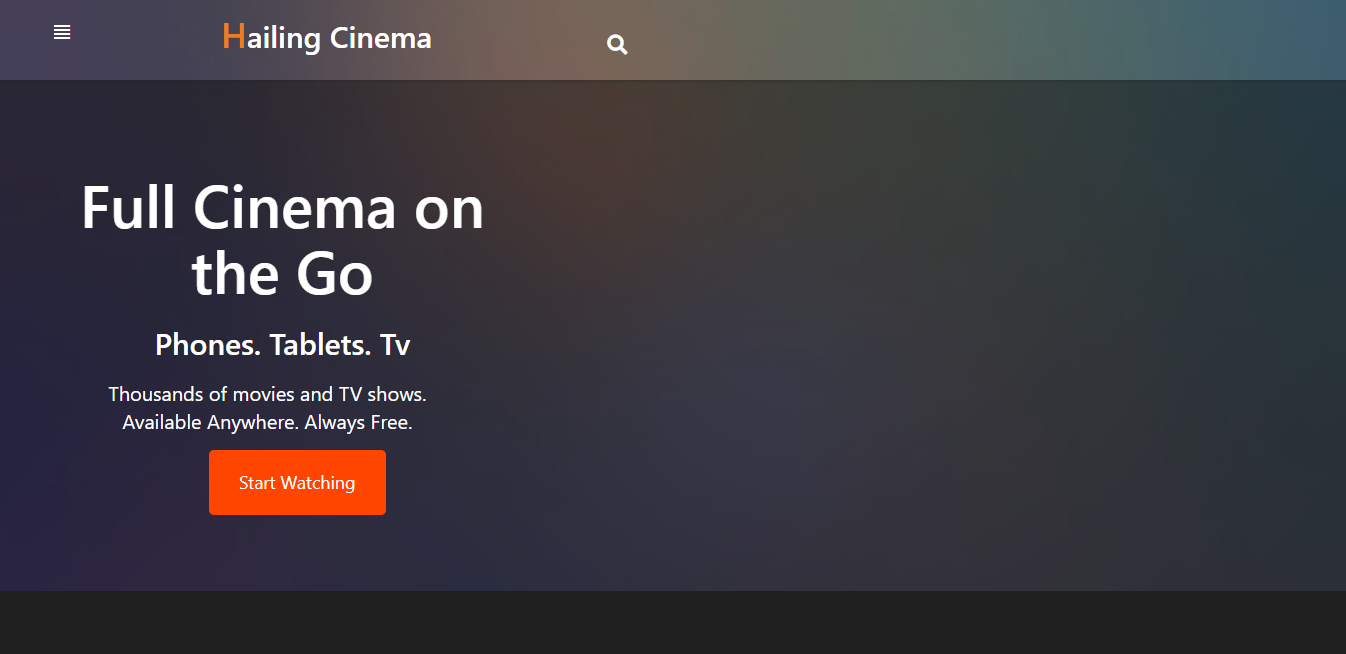 Hailing Cinema
Full Cinema on
the Go
Phones. Tablets. Tv
Thousands of movies and TV shows.
Available Anywhere. Always Free.
Start Watching